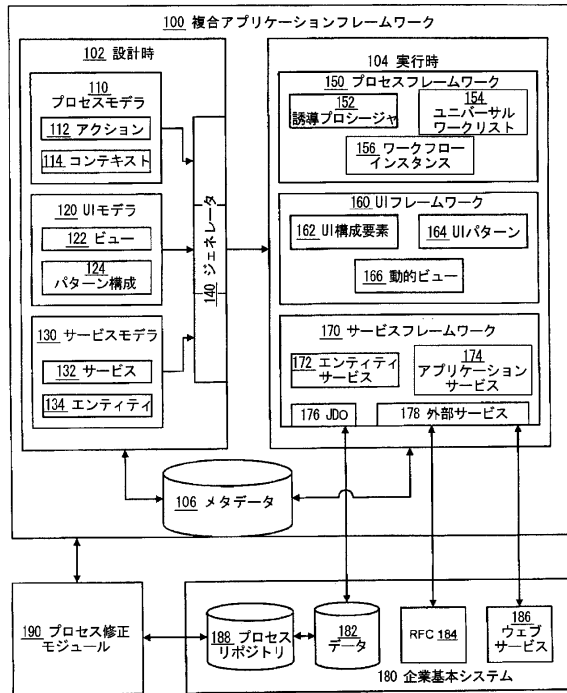 100 複合アプリケーションフレームワーク
102 設計時
110
プロセスモデラ
112 アクション
114 コンテキスト
120 UIモデラ
122 ビュー
124
パターン構成
130 サービスモデラ
132 サービス
134 エンティティ
140 ジェネレータ
104 実行時
150 プロセスフレームワーク
152
誘導プロシージャ
154
ユニバーサル
ワークリスト
156 ワークフロー
インスタンス
160 UIフレームワーク
162 UI構成要素
164 UIパターン
166 動的ビュー
170 サービスフレームワーク
172 エンティティ
サービス
174
アプリケーション
サービス
176 JDO
178 外部サービス
106 メタデータ
190 プロセス修正
モジュール
188 プロセス
リポジトリ
182
データ
RFC 184
186
ウェブ
サービス
180 企業基本システム